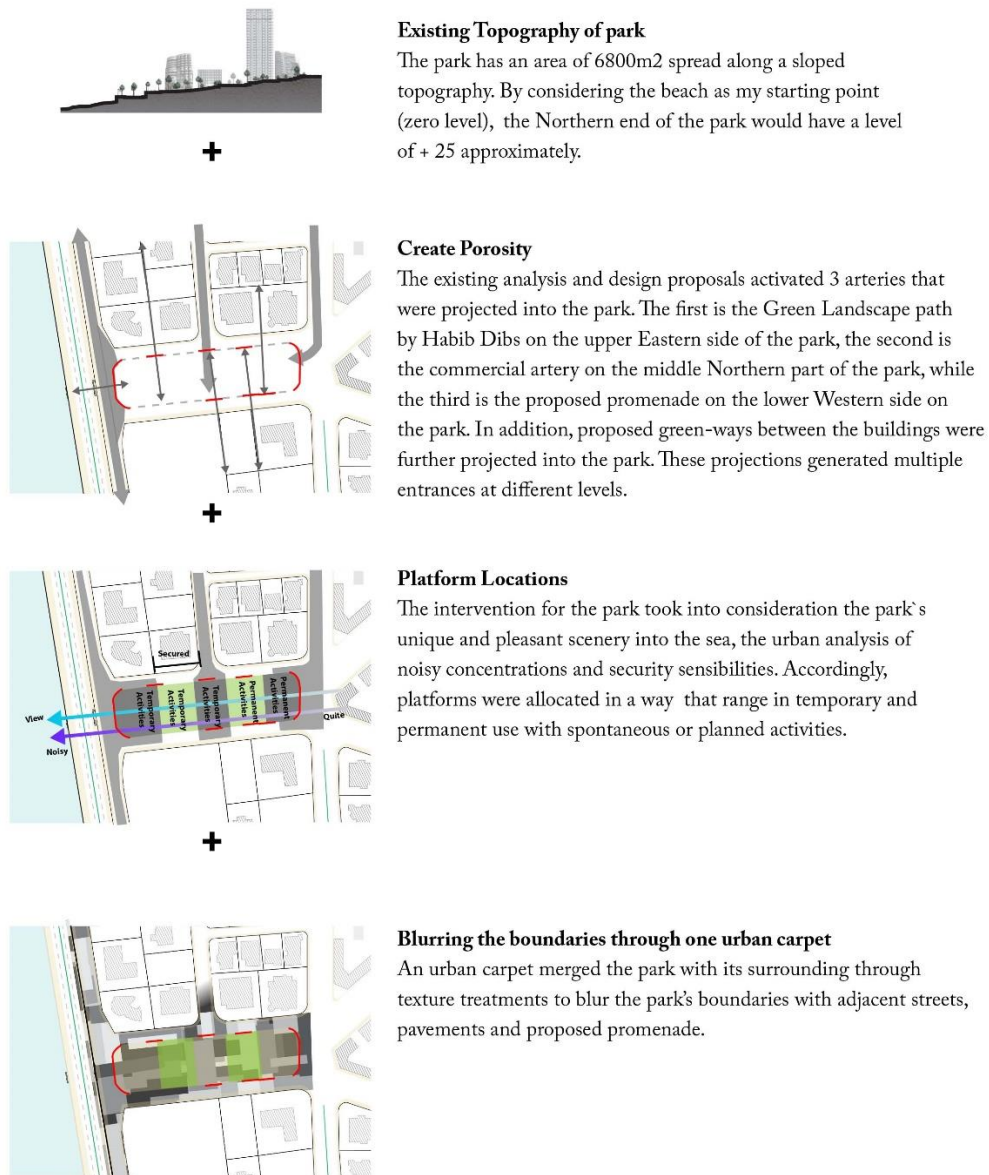 Existing Topography of park
The park has an area of 6800m2 spread along a sloped
topography. By considering the beach as my starting point
(zero level), the Northern end of the park would have a level
of + 25 approximately.
+
Create Porosity
The existing analysis and design proposals activated 3 arteries that
were projected into the park. The first is the Green Landscape path
by Habib Dibs on the upper Eastern side of the park, the second is
the commercial artery on the middle Northern part of the park, while
the third is the proposed promenade on the lower Western side on
the park. In addition, proposed green-ways between the buildings were
further projected into the park. These projections generated multiple
entrances at different levels.
+
Platform Locations
The intervention for the park took into consideration the park`s
unique and pleasant scenery into the sea, the urban analysis of
noisy concentrations and security sensibilities. Accordingly,
platforms were allocated in a way that range in temporary and
permanent use with spontaneous or planned activities.
Secured
Temporary
Activities
Temporary
Activities
Temporary
Activities
Permanent
Activities
Permanent
Activities
View
Quite
Noisy
+
Blurring the boundaries through one urban carpet
An urban carpet merged the park with its surrounding through
texture treatments to blur the park's boundaries with adjacent streets,
pavements and proposed promenade.